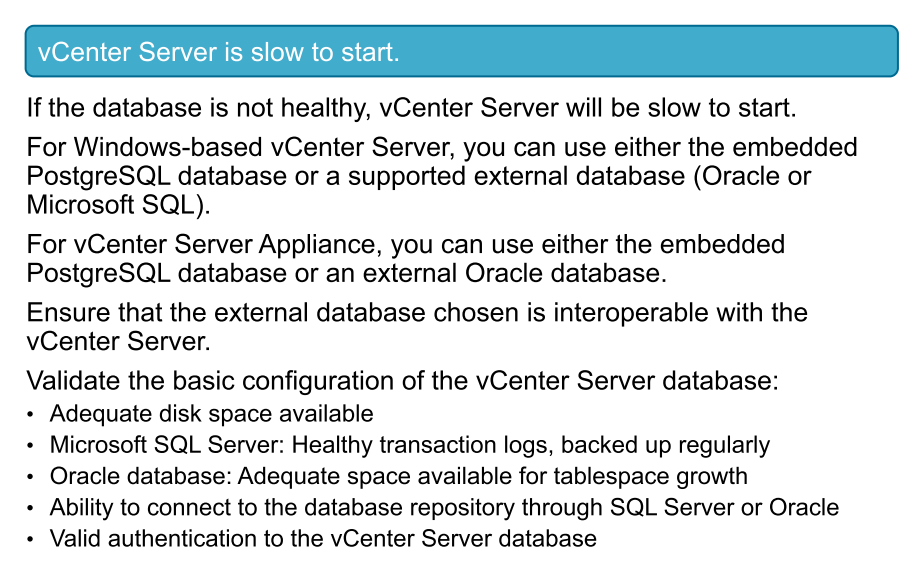 vCenter Server is slow to start.
If the database is not healthy, vCenter Server will be slow to start.
For Windows-based vCenter Server, you can use either the embedded
PostgreSQL database or a supported external database (Oracle or
Microsoft SQL).
For vCenter Server Appliance, you can use either the embedded
PostgreSQL database or an external Oracle database.
Ensure that the external database chosen is interoperable with the
vCenter Server.
Validate the basic configuration of the vCenter Server database:
• Adequate disk space available
• Microsoft SQL Server: Healthy transaction logs, backed up regularly
• Oracle database: Adequate space available for tablespace growth
• Ability to connect to the database repository through SQL Server or Oracle
• Valid authentication to the vCenter Server database